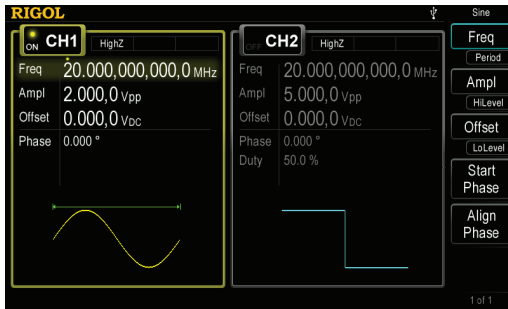 RIGOL
Sine
ON CH1 HighZ
OFF CH2 HighZ
Freq 20.000,000,000,0 MHz
Ampl 2.000,0 Vpp
Offset 0.000,0 VDC
Phase 0.000 °
Freq 20.000,000,000,0 MHz
Ampl 5.000,0 Vpp
Offset 0.000,0 VDC
Phase 0.000 °
Duty 50.0 %
Freq
Period
Ampl
HiLevel
Offset
LoLevel
Start
Phase
Align
Phase
1 of 1